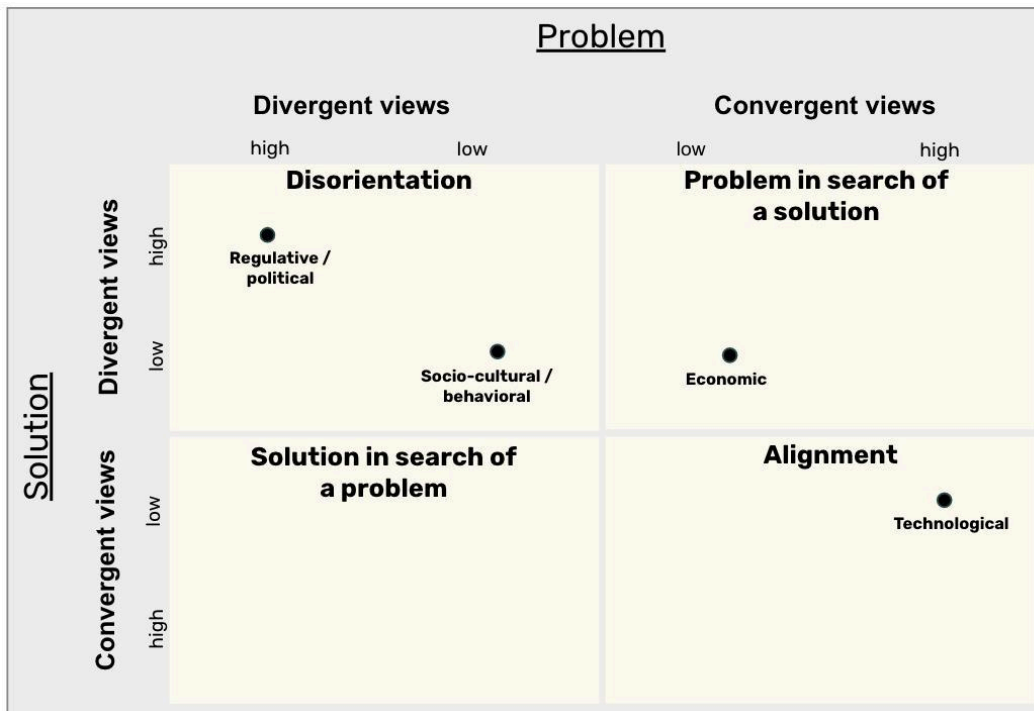 Problem
Divergent views
Convergent views
high
low
low
high
Solution
Divergent views
high
low
Convergent views
low
high
Disorientation
Regulative /
political
Socio-cultural /
behavioral
Problem in search of
a solution
Economic
Solution in search of
a problem
Alignment
Technological